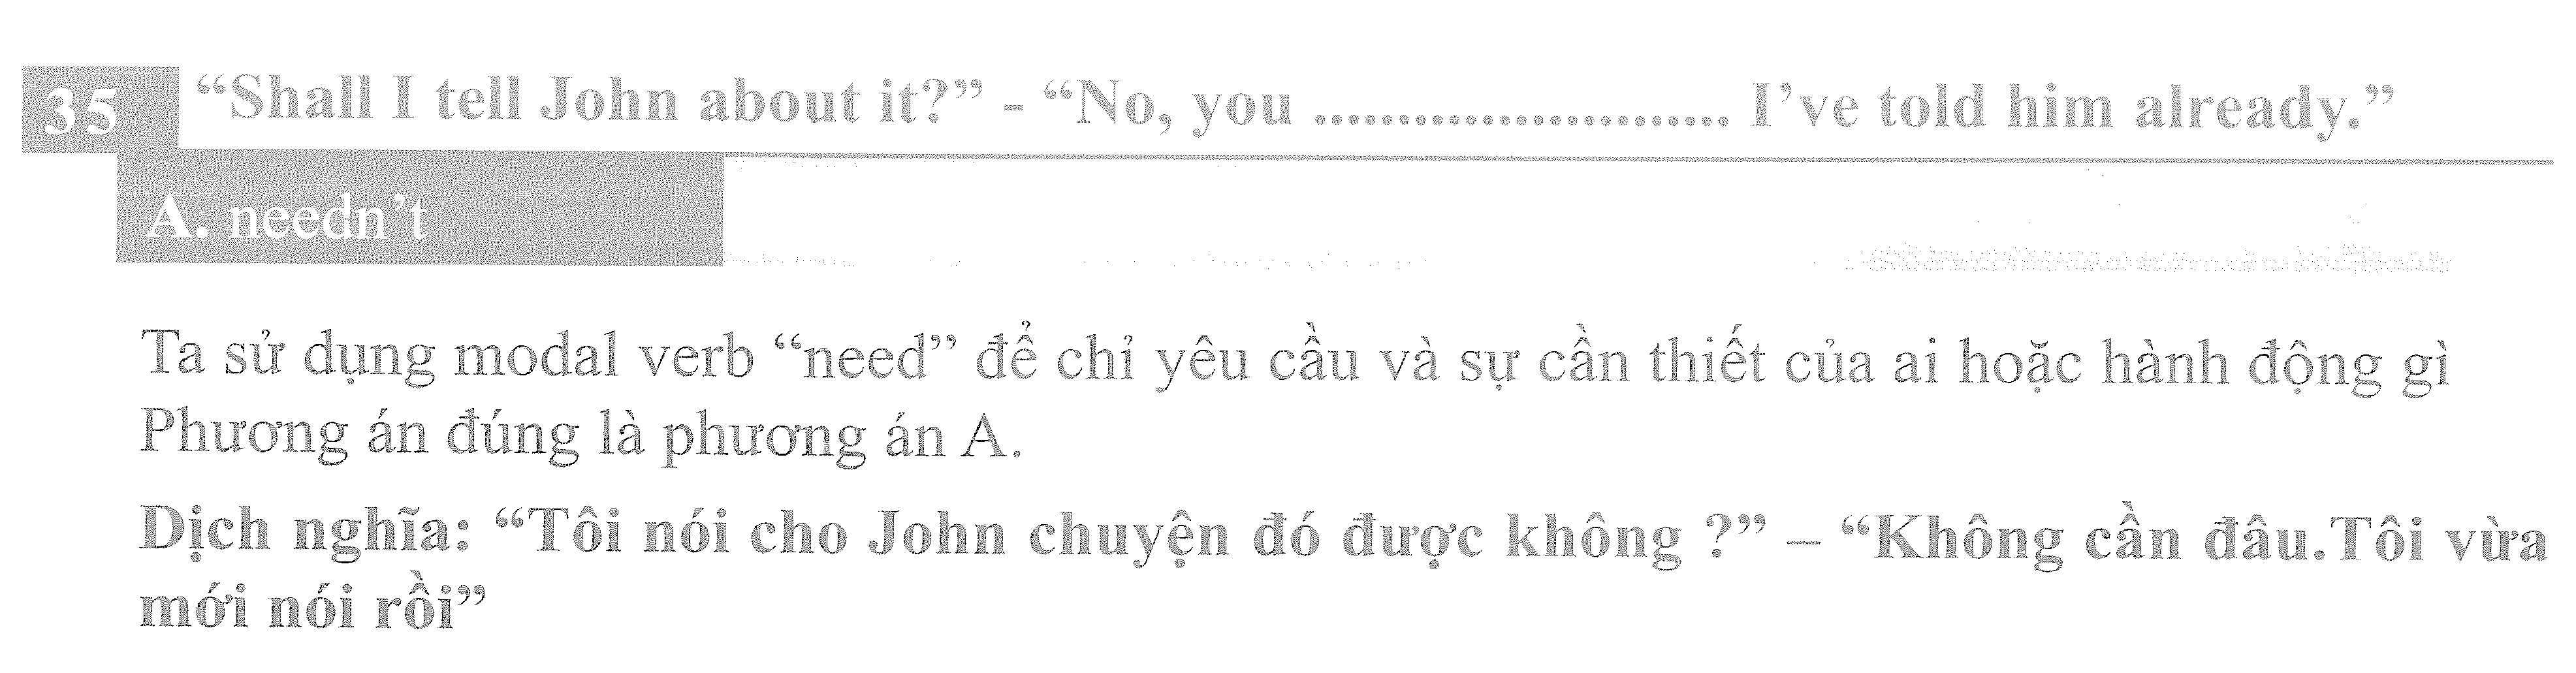 35 “Shall I tell John about it?” - “No, you ........................ I’ve told him already.”
A. needn’t
Ta sử dụng modal verb “need” để chỉ yêu cầu và sự cần thiết của ai hoặc hành động gì
Phương án đúng là phương án A.
Dịch nghĩa: “Tôi nói cho John chuyện đó được không ?” – “Không cần đâu.Tôi vừa
mới nói rồi”